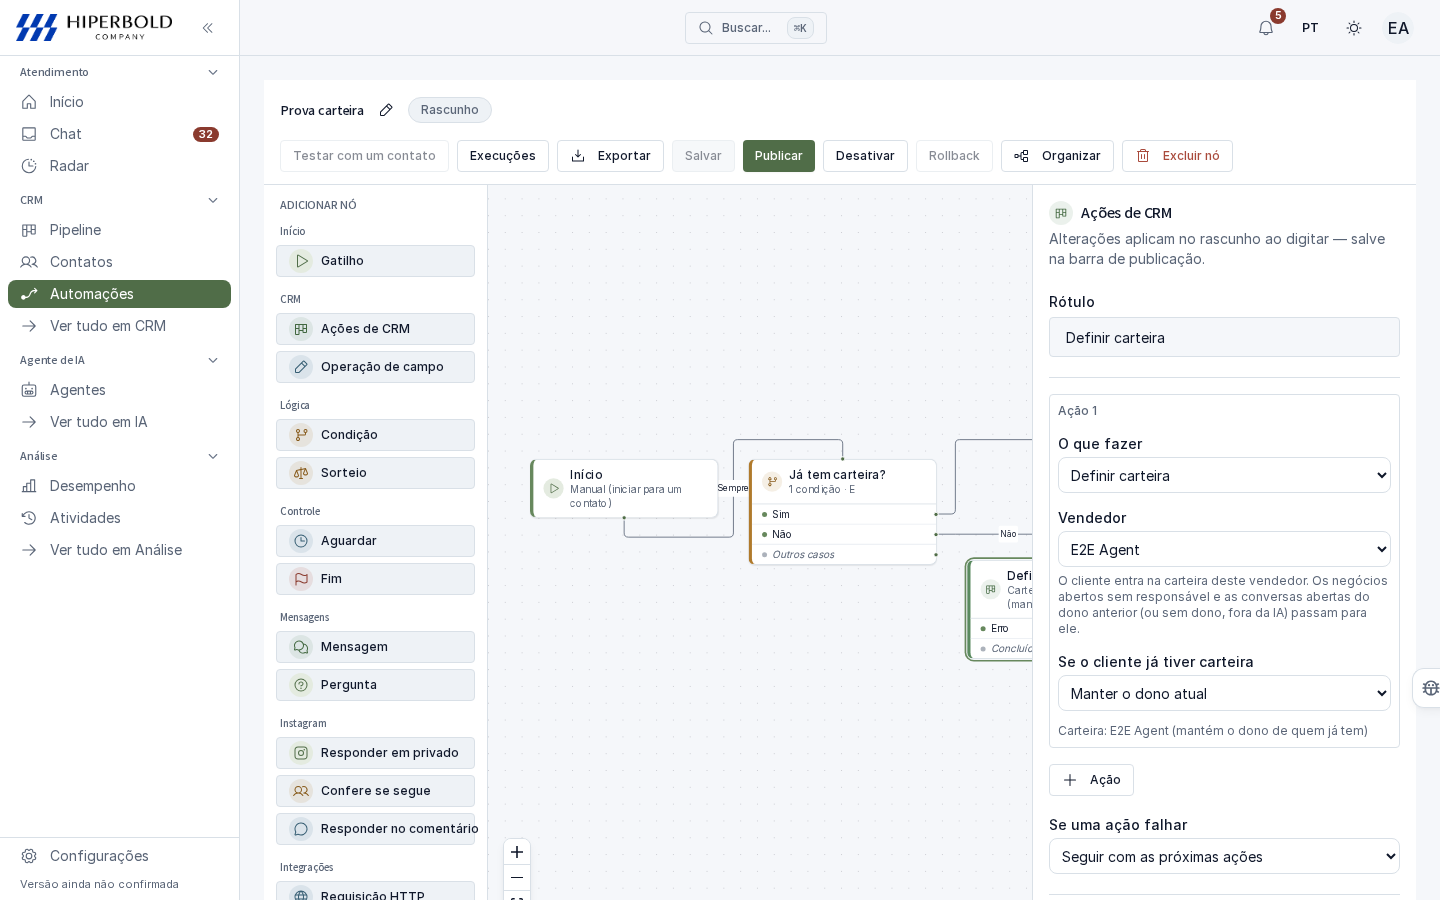 HIPERBOLD
COMPANY
Buscar...
⌘K
5
PT
EA
Atendimento
Início
Chat
32
Radar
CRM
Pipeline
Contatos
Automações
Ver tudo em CRM
Agente de IA
Agentes
Ver tudo em IA
Análise
Desempenho
Atividades
Ver tudo em Análise
Configurações
Versão ainda não confirmada
Prova carteira
Rascunho
Testar com um contato
Execuções
Exportar
Salvar
Publicar
Desativar
Rollback
Organizar
Excluir nó
ADICIONAR NÓ
Início
Gatilho
CRM
Ações de CRM
Operação de campo
Lógica
Condição
Sorteio
Controle
Aguardar
Fim
Mensagens
Mensagem
Pergunta
Instagram
Responder em privado
Confere se segue
Responder no comentário
Integrações
Requisição HTTP
Início
Manual (iniciar para um
contato)
Sempre
Já tem carteira?
1 condição · E
Sim
Não
Outros casos
Não
Defi
Carte
(man
Erro
Concluíd
Ações de CRM
Alterações aplicam no rascunho ao digitar — salve
na barra de publicação.
Rótulo
Definir carteira
Ação 1
O que fazer
Definir carteira
Vendedor
E2E Agent
O cliente entra na carteira deste vendedor. Os negócios
abertos sem responsável e as conversas abertas do
dono anterior (ou sem dono, fora da IA) passam para
ele.
Se o cliente já tiver carteira
Manter o dono atual
Carteira: E2E Agent (mantém o dono de quem já tem)
Ação
Se uma ação falhar
Seguir com as próximas ações